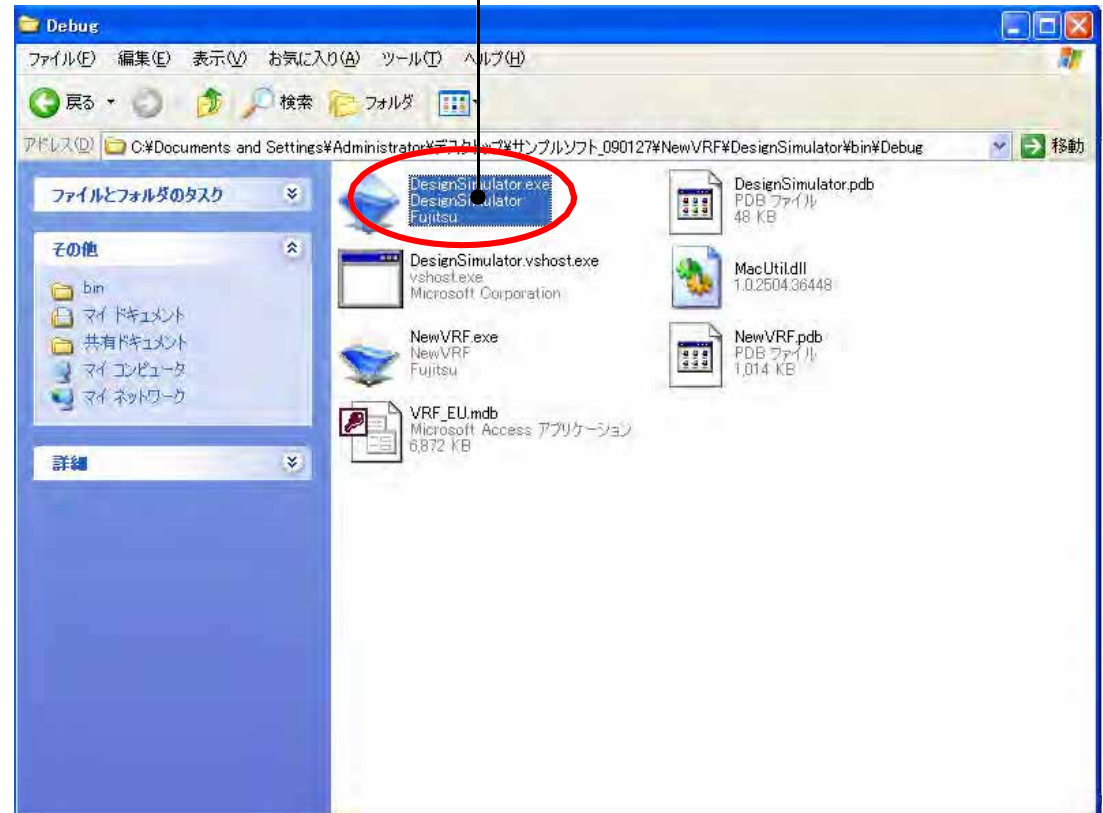 Debug
ファイル(F) 編集(E) 表示(V) お気に入り(A) ツール(T) ヘルプ(H)
戻る 検索 フォルダ
アドレス(D) C:¥Documents and Settings¥Administrator¥デスクトップ¥サンプルソフト_090127¥NewVRF¥DesignSimulator¥bin¥Debug 移動
ファイルとフォルダのタスク
その他
bin
マイ ドキュメント
共有ドキュメント
マイ コンピュータ
マイ ネットワーク
詳細
DesignSimulator.exe
DesignSimulator
Fujitsu
DesignSimulator.pdb
PDB ファイル
48 KB
DesignSimulator.vshost.exe
vshost.exe
Microsoft Corporation
MacUtil.dll
1.0.2504.36448
NewVRF.exe
NewVRF
Fujitsu
NewVRF.pdb
PDB ファイル
1,014 KB
VRF_EU.mdb
Microsoft Access アプリケーション
6,872 KB